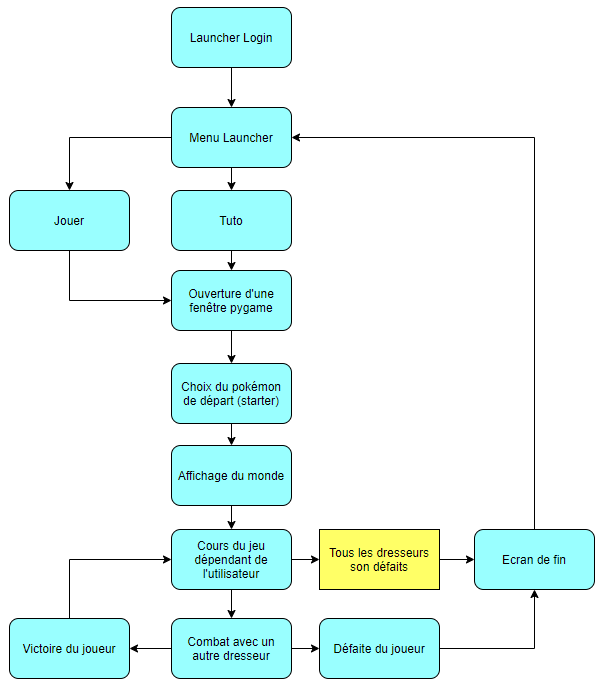 Launcher Login
Menu Launcher
Jouer
Tuto
Ouverture d'une
fenêtre pygame
Choix du pokémon
de départ (starter)
Affichage du monde
Cours du jeu
dépendant de
l'utilisateur
Tous les dresseurs
son défaits
Ecran de fin
Victoire du joueur
Combat avec un
autre dresseur
Défaite du joueur